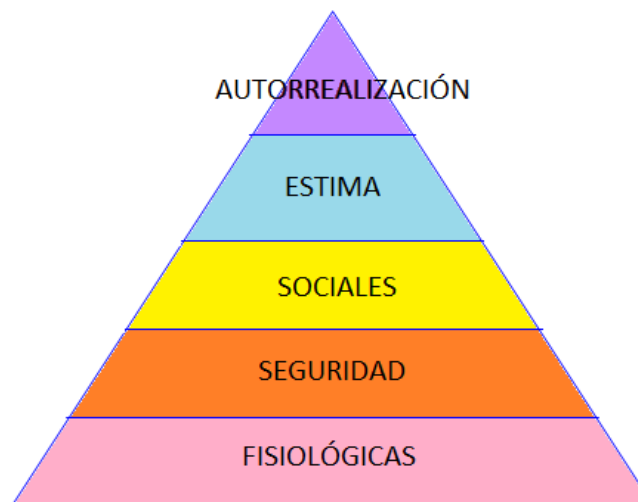 AUTORREALIZACIÓN
ESTIMA
SOCIALES
SEGURIDAD
FISIOLÓGICAS